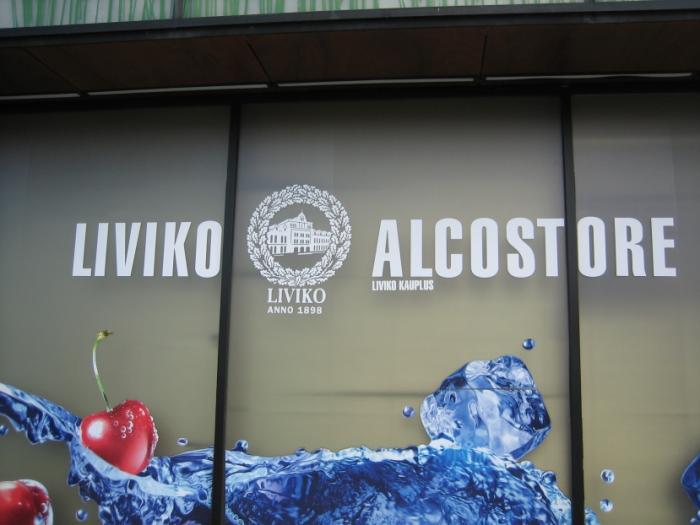 LIVIKO ALCOSTORE
LIVIKO KAUPLUS
LIVIKO
ANNO 1898